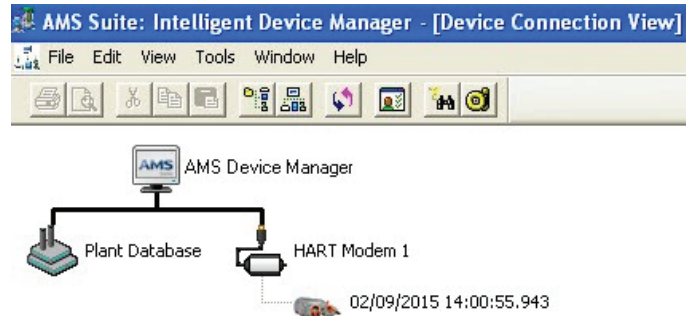 AMS Suite: Intelligent Device Manager - [Device Connection View]
File Edit View Tools Window Help
AMS AMS Device Manager
Plant Database HART Modem 1
02/09/2015 14:00:55.943